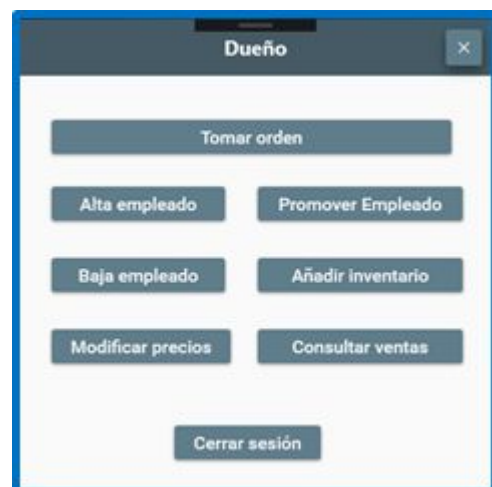 Dueño
Tomar orden
Alta empleado Promover Empleado
Baja empleado Añadir inventario
Modificar precios Consultar ventas
Cerrar sesión